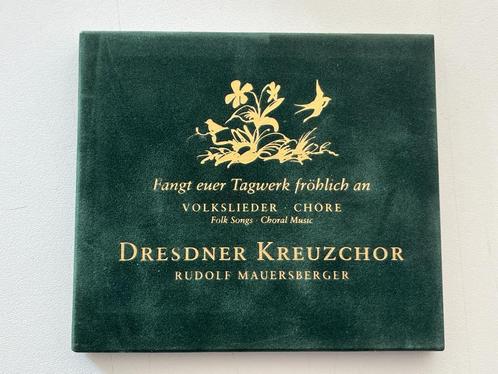 Fangt euer Tagwerk fröhlich an
VOLKSLIEDER · CHÖRE
Folk Songs · Choral Music
DRESDNER KREUZCHOR
RUDOLF MAUERSBERGER